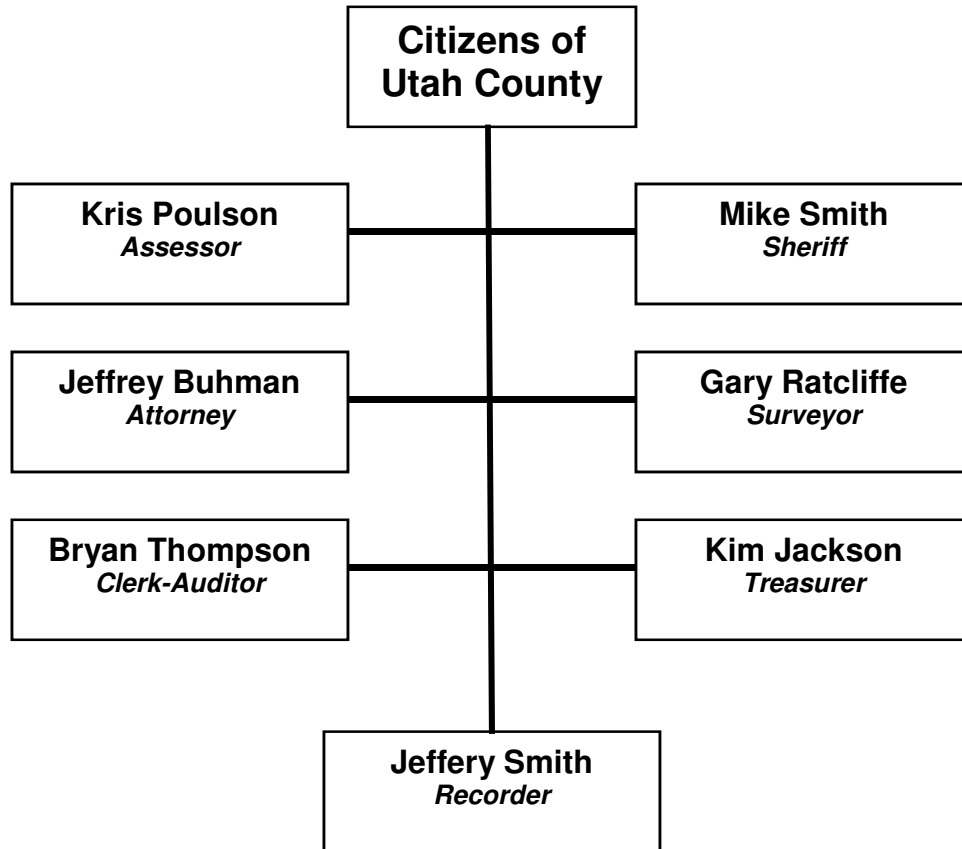 Citizens of
Utah County
Kris Poulson
Assessor
Mike Smith
Sheriff
Jeffrey Buhman
Attorney
Gary Ratcliffe
Surveyor
Bryan Thompson
Clerk-Auditor
Kim Jackson
Treasurer
Jeffery Smith
Recorder